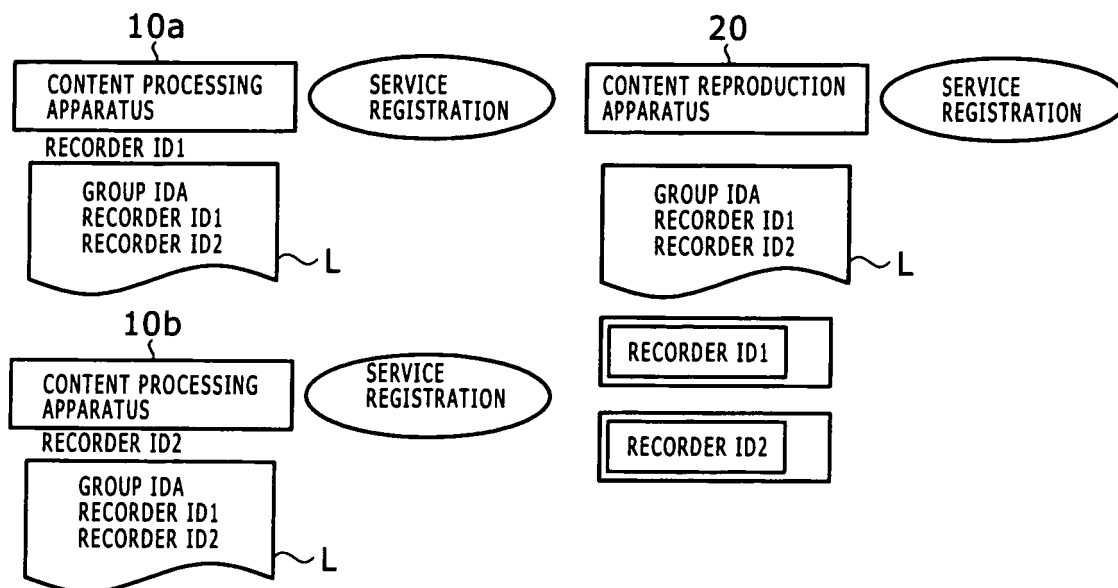 10a
CONTENT PROCESSING
APPARATUS
SERVICE
REGISTRATION
RECORDER ID1
GROUP IDA
RECORDER ID1
RECORDER ID2
L
10b
CONTENT PROCESSING
APPARATUS
SERVICE
REGISTRATION
RECORDER ID2
GROUP IDA
RECORDER ID1
RECORDER ID2
L
20
CONTENT REPRODUCTION
APPARATUS
SERVICE
REGISTRATION
GROUP IDA
RECORDER ID1
RECORDER ID2
L
RECORDER ID1
RECORDER ID2